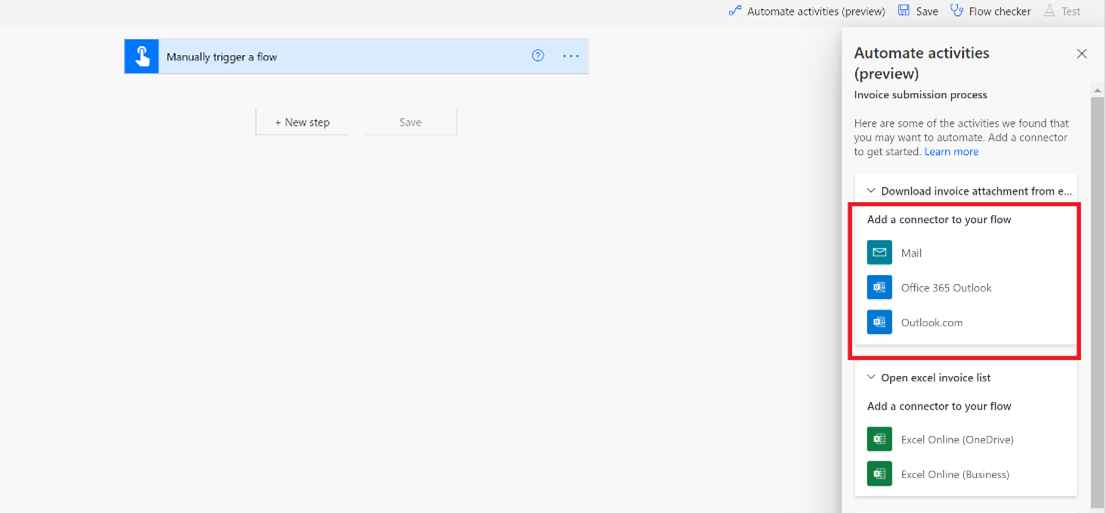 Automate activities (preview) Save Flow checker Test
Manually trigger a flow
+ New step Save
Automate activities
(preview)
Invoice submission process
Here are some of the activities we found that
you may want to automate. Add a connector
to get started. Learn more
Download invoice attachment from e...
Add a connector to your flow
Mail
Office 365 Outlook
Outlook.com
Open excel invoice list
Add a connector to your flow
Excel Online (OneDrive)
Excel Online (Business)